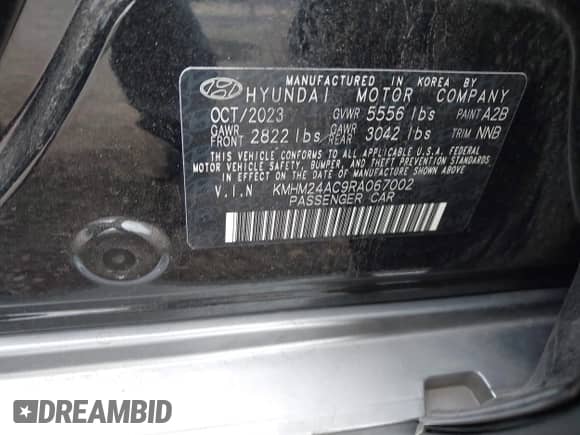 MANUFACTURED IN KOREA BY
HYUNDAI MOTOR COMPANY
OCT/2023 GVWR 5556 lbs PAINT A2B
GAWR FRONT 2822 lbs GAWR REAR 3042 lbs TRIM NNB
THIS VEHICLE CONFORMS TO ALL APPLICABLE U.S.A. FEDERAL
MOTOR VEHICLE SAFETY, BUMPER, AND THEFT PREVENTION
STANDARDS IN EFFECT ON THE DATE OF MANUFACTURE SHOWN ABOVE
V.I.N KMHM24AC9RA067002
PASSENGER CAR
DREAMBID